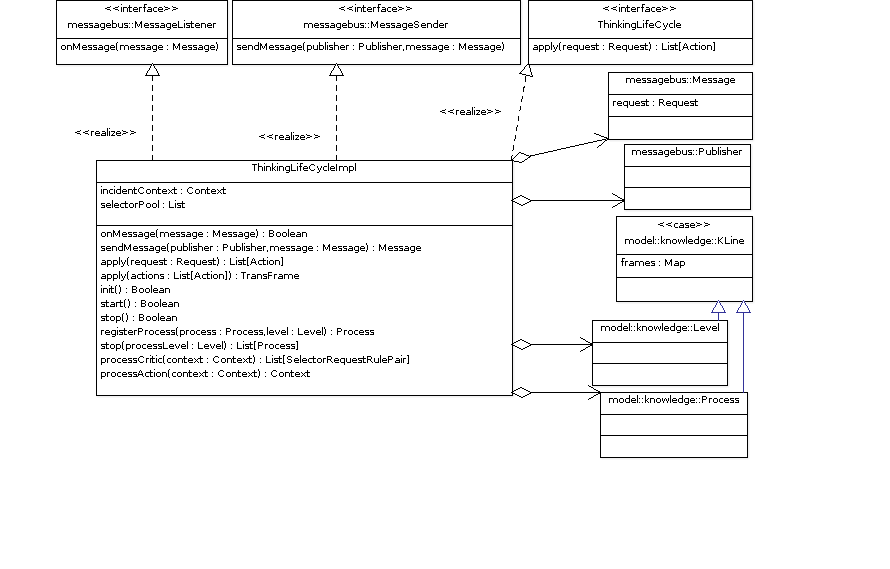 <<interface>>
messagebus::MessageListener
onMessage(message : Message)
<<interface>>
messagebus::MessageSender
sendMessage(publisher : Publisher,message : Message)
<<interface>>
ThinkingLifeCycle
apply(request : Request) : List[Action]
<<realize>>
<<realize>>
<<realize>>
messagebus::Message
request : Request
messagebus::Publisher
<<case>>
model::knowledge::KLine
frames : Map
model::knowledge::Level
model::knowledge::Process
ThinkingLifeCycleImpl
incidentContext : Context
selectorPool : List
onMessage(message : Message) : Boolean
sendMessage(publisher : Publisher,message : Message) : Message
apply(request : Request) : List[Action]
apply(actions : List[Action]) : TransFrame
init() : Boolean
start() : Boolean
stop() : Boolean
registerProcess(process : Process,level : Level) : Process
stop(processLevel : Level) : List[Process]
processCritic(context : Context) : List[SelectorRequestRulePair]
processAction(context : Context) : Context